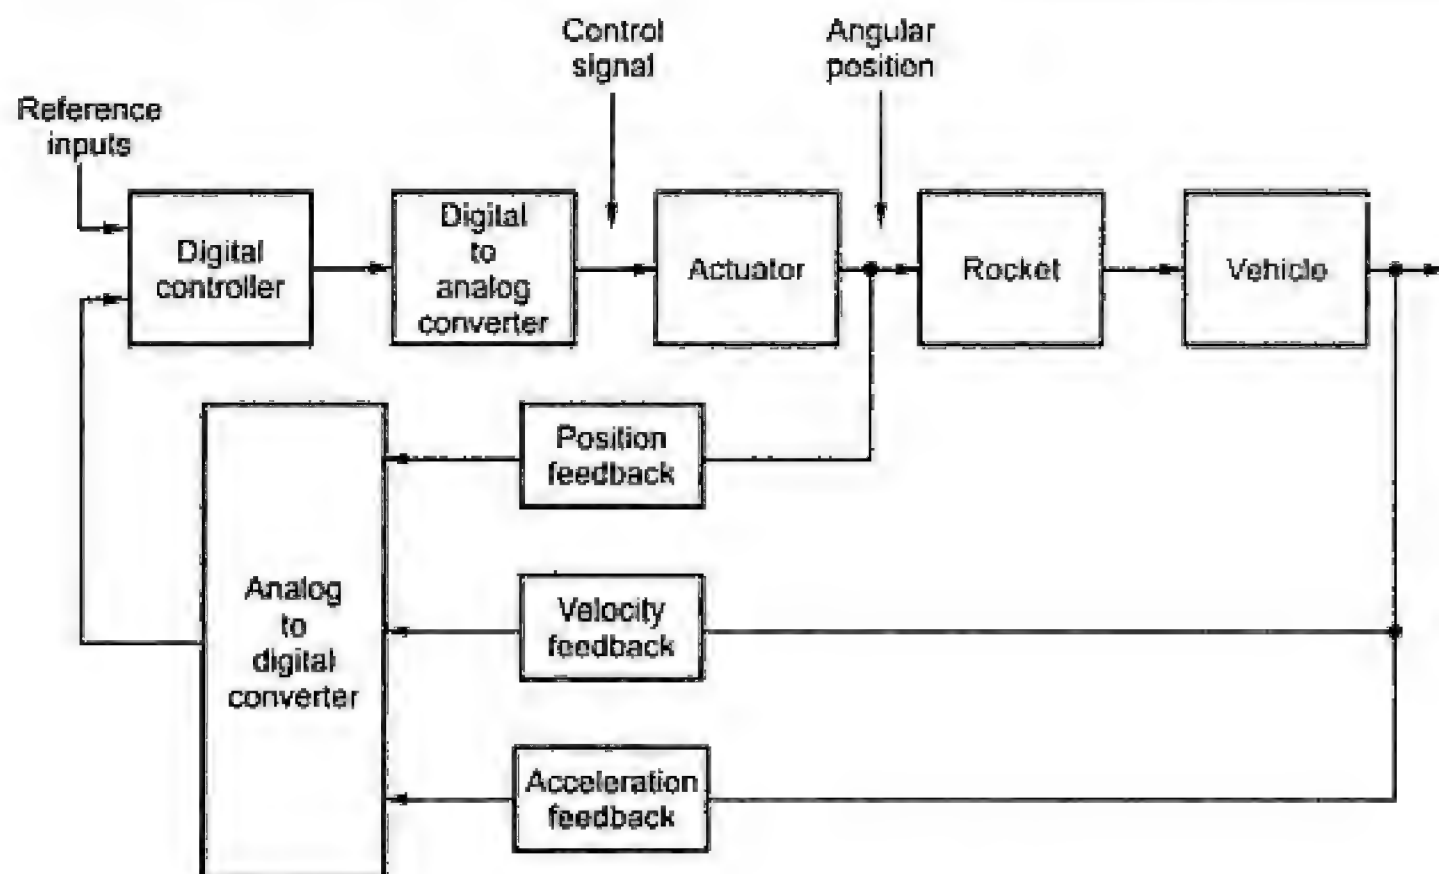 Control
signal
Angular
position
Reference
inputs
Digital
controller
Digital
to
analog
converter
Actuator
Rocket
Vehicle
Position
feedback
Analog
to
digital
converter
Velocity
feedback
Acceleration
feedback